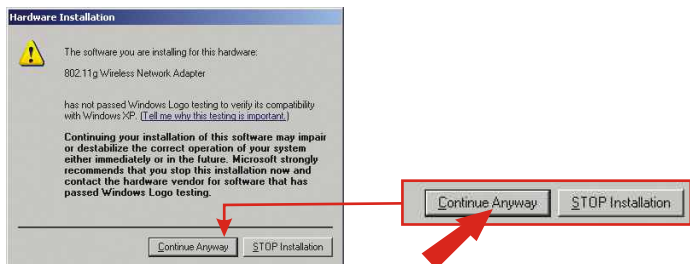 Hardware Installation
The software you are installing for this hardware:
802.11g Wireless Network Adapter
has not passed Windows Logo testing to verify its compatibility
with Windows XP. (Tell me why this testing is important.)
Continuing your installation of this software may impair
or destabilize the correct operation of your system
either immediately or in the future. Microsoft strongly
recommends that you stop this installation now and
contact the hardware vendor for software that has
passed Windows Logo testing.
Continue Anyway STOP Installation
Continue Anyway STOP Installation